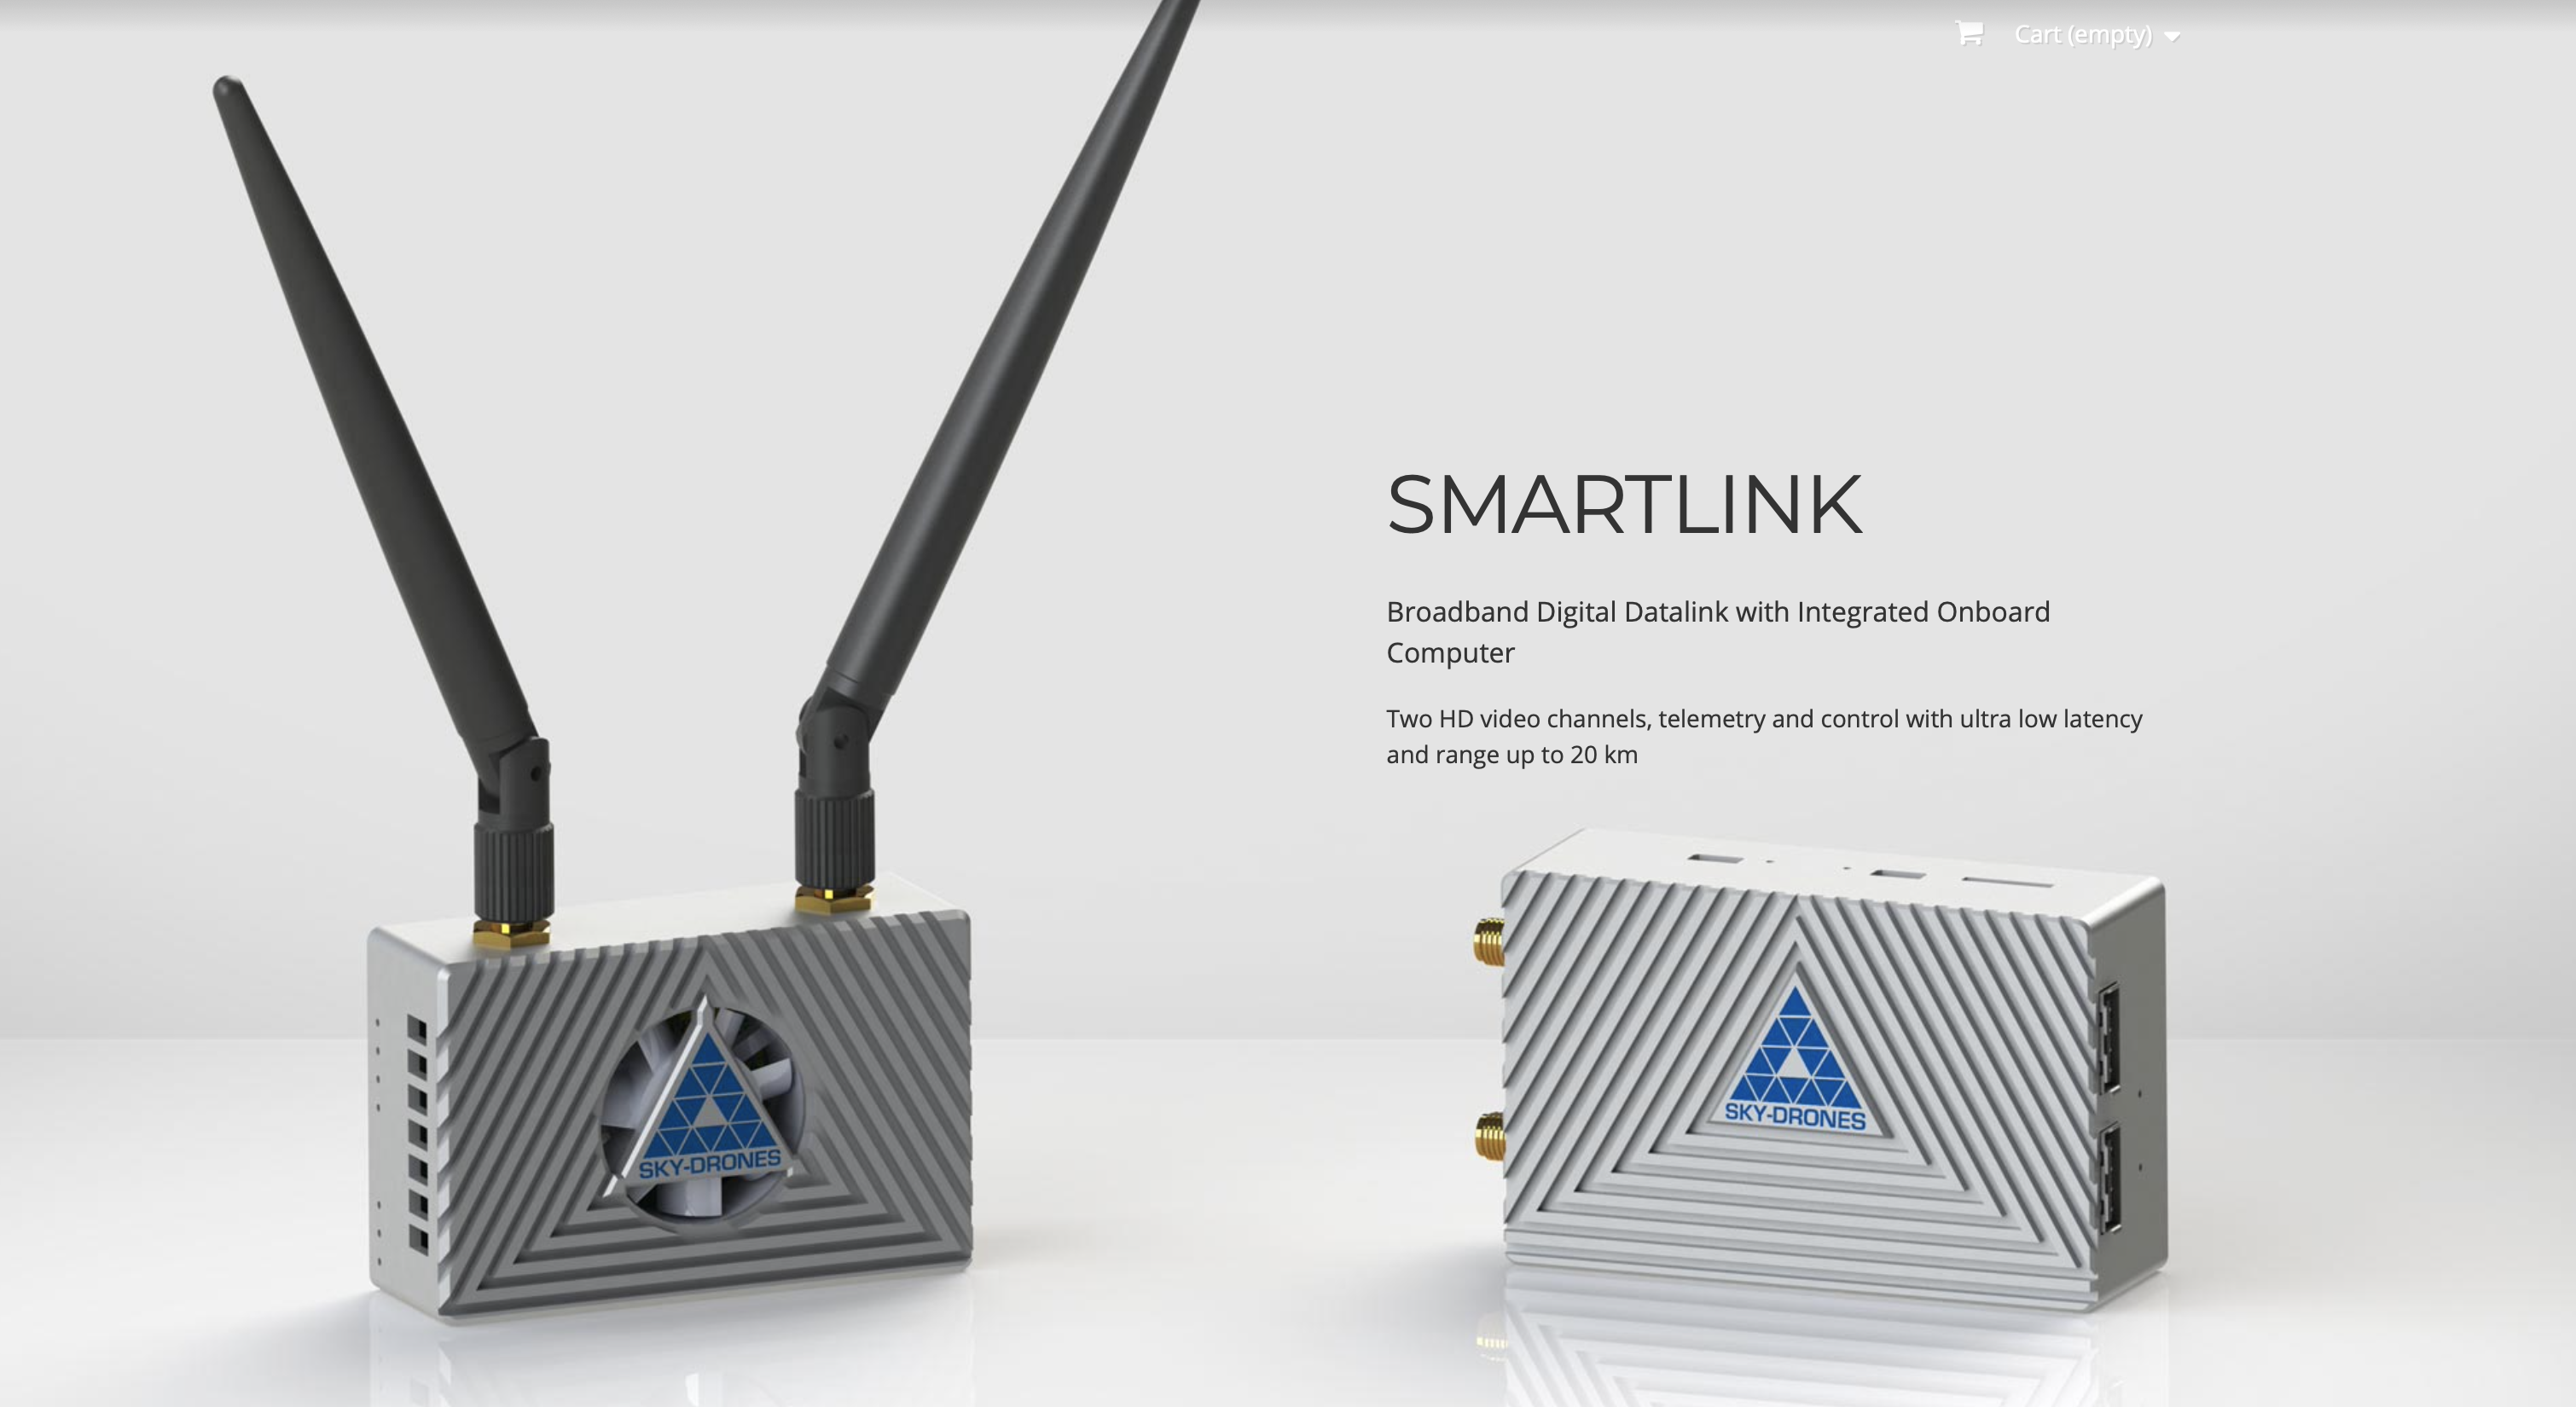 Cart (empty)
SMARTLINK
Broadband Digital Datalink with Integrated Onboard
Computer
Two HD video channels, telemetry and control with ultra low latency
and range up to 20 km
SKY-DRONES
SKY-DRONES